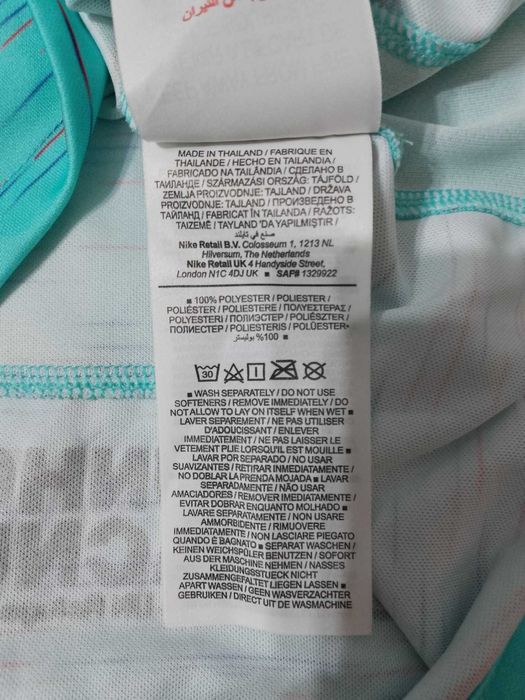 النيران
MADE IN THAILAND / FABRIQUE EN
THAILANDE / HECHO EN TAILANDIA /
FABRICADO NA TAILÂNDIA / СДЕЛАНО В
ТАИЛАНДЕ / SZÁRMAZÁSI ORSZÁG: TÁJFÖLD /
ZEMLJA PROIZVODNJE: TAJLAND / DRŽAVA
PROIZVODNJE: TAJLAND / ПРОИЗВЕДЕНО В
ТАЙЛАНД / FABRICAT ÎN TAILANDA / RAŽOTS:
TAIZEMĒ / TAYLAND 'DA YAPILMIŞTIR /
صنع في تايلند
Nike Retail B.V. Colosseum 1, 1213 NL
Hilversum, The Netherlands
Nike Retail UK 4 Handyside Street,
London N1C 4DJ UK ■ SAF# 1329922
■ 100% POLYESTER / POLIESTER /
POLIÉSTER / POLIESTERE / ΠΟΛΥΕΣΤΕΡΑΣ /
POLYESTERI / ПОЛИЭСТЕР / POLIÉSZTER /
ПОЛИЕСТЕР / POLIESTERIS / POLÜESTER
■ %100 بوليستر
30
■ WASH SEPARATELY / DO NOT USE
SOFTENERS / REMOVE IMMEDIATELY / DO
NOT ALLOW TO LAY ON ITSELF WHEN WET ■
LAVER SEPAREMENT / NE PAS UTILISER
D'ADOUCISSANT / ENLEVER
IMMEDIATEMENT / NE PAS LAISSER LE
VETEMENT PLIE LORSQU'IL EST MOUILLE ■
LAVAR POR SEPARADO / NO USAR
SUAVIZANTES / RETIRAR INMEDIATAMENTE /
NO DOBLAR LA PRENDA MOJADA ■ LAVAR
SEPARADAMENTE / NÃO USAR
AMACIADORES / REMOVER IMEDIATAMENTE /
EVITAR DOBRAR ENQUANTO MOLHADO ■
LAVARE SEPARATAMENTE / NON USARE
AMMORBIDENTE / RIMUOVERE
IMMEDIATAMENTE / NON LASCIARE PIEGATO
QUANDO È BAGNATO ■ SEPARAT WASCHEN /
KEINEN WEICHSPÜLER BENUTZEN / SOFORT
AUS DER MASCHINE NEHMEN / NASSES
KLEIDUNGSSTUECK NICHT
ZUSAMMENGEFALTET LIEGEN LASSEN ■
APART WASSEN / GEEN WASVERZACHTER
GEBRUIKEN / DIRECT UIT DE WASMACHINE